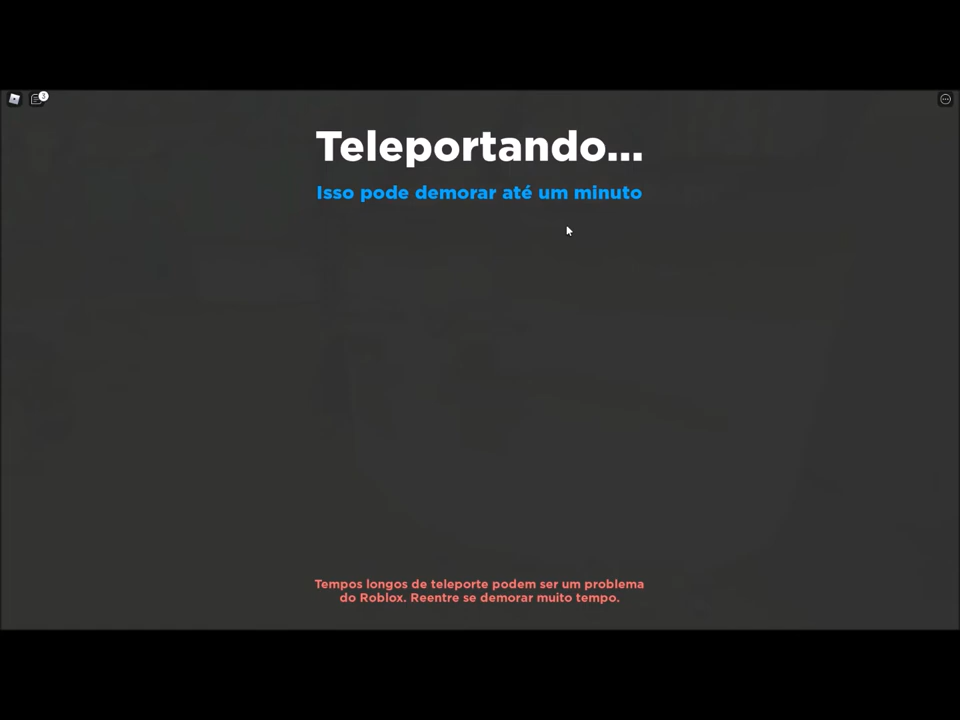 3
Teleportando...
Isso pode demorar até um minuto
Tempos longos de teleporte podem ser um problema
do Roblox. Reentre se demorar muito tempo.